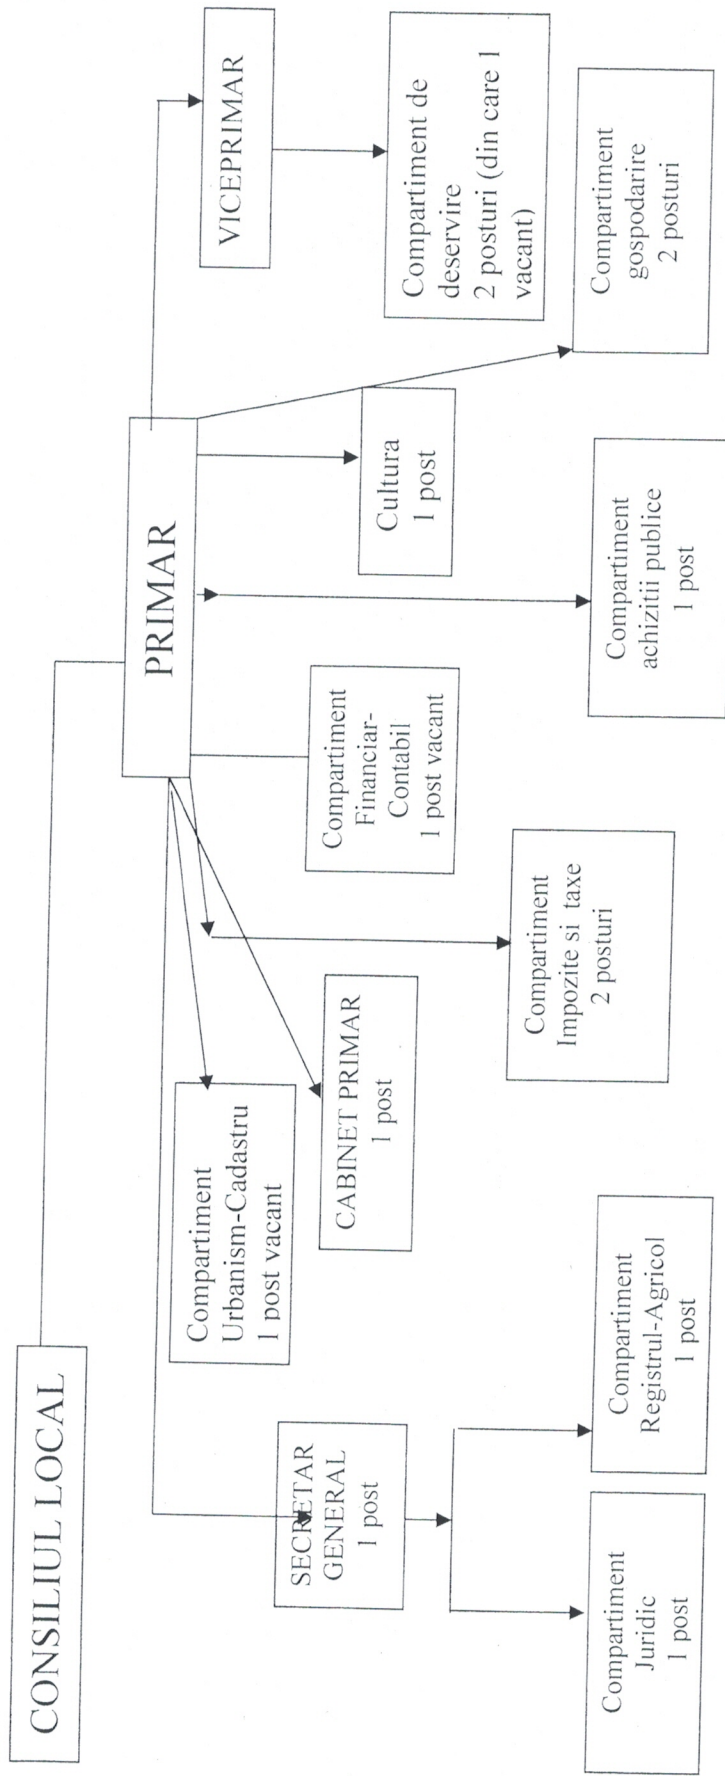 CONSILIUL LOCAL
PRIMAR
VICEPRIMAR
Compartiment de
deservire
2 posturi (din care 1
vacant)
Compartiment
gospodarire
2 posturi
Cultura
1 post
Compartiment
achizitii publice
1 post
Compartiment
Financiar-
Contabil
1 post vacant
Compartiment
Impozite si taxe
2 posturi
CABINET PRIMAR
1 post
Compartiment
Urbanism-Cadastru
1 post vacant
SECRETAR
GENERAL
1 post
Compartiment
Registrul-Agricol
1 post
Compartiment
Juridic
1 post